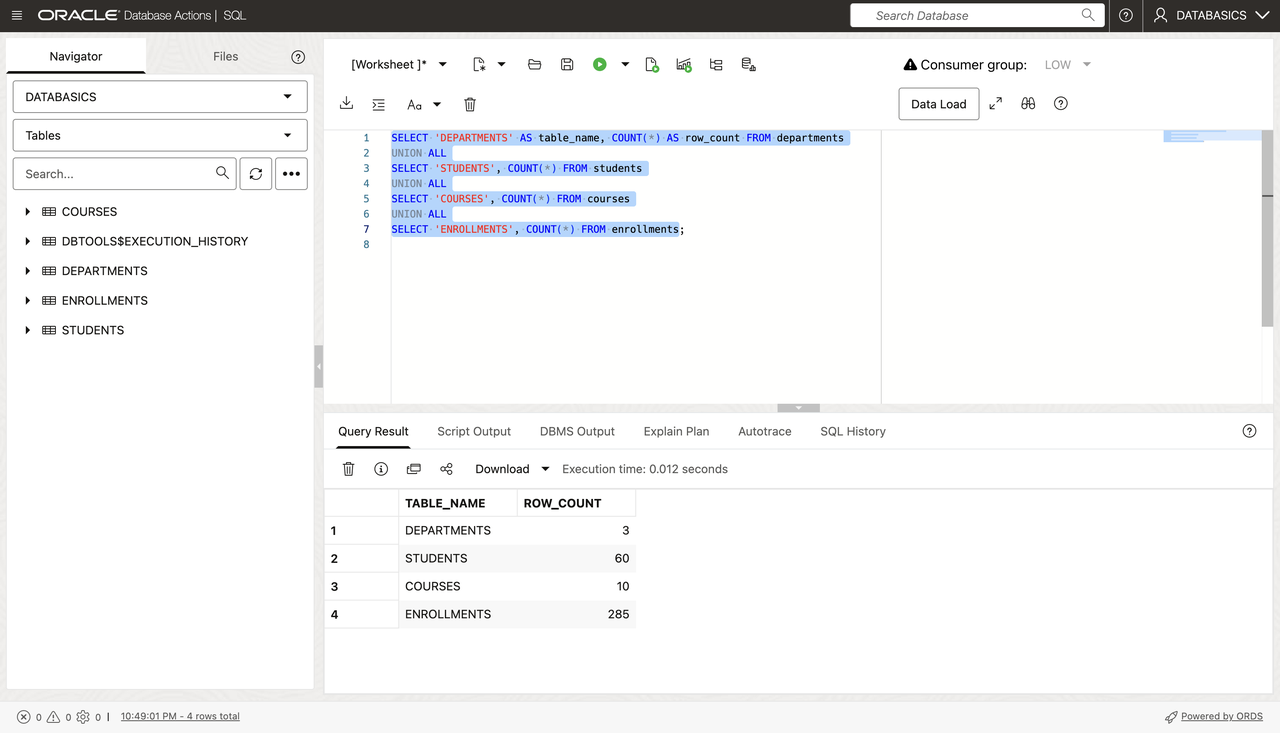 ORACLE Database Actions | SQL
Search Database
DATABASICS
Navigator
Files
DATABASICS
Tables
Search...
COURSES
DBTOOLS$EXECUTION_HISTORY
DEPARTMENTS
ENROLLMENTS
STUDENTS
[Worksheet ]*
Consumer group: LOW
Aa
Data Load
1 SELECT 'DEPARTMENTS' AS table_name, COUNT(*) AS row_count FROM departments
2 UNION ALL
3 SELECT 'STUDENTS', COUNT(*) FROM students
4 UNION ALL
5 SELECT 'COURSES', COUNT(*) FROM courses
6 UNION ALL
7 SELECT 'ENROLLMENTS', COUNT(*) FROM enrollments;
8
Query Result
Script Output
DBMS Output
Explain Plan
Autotrace
SQL History
Download
Execution time: 0.012 seconds
TABLE_NAME ROW_COUNT
1 DEPARTMENTS 3
2 STUDENTS 60
3 COURSES 10
4 ENROLLMENTS 285
0 0 0 | 10:49:01 PM - 4 rows total
Powered by ORDS